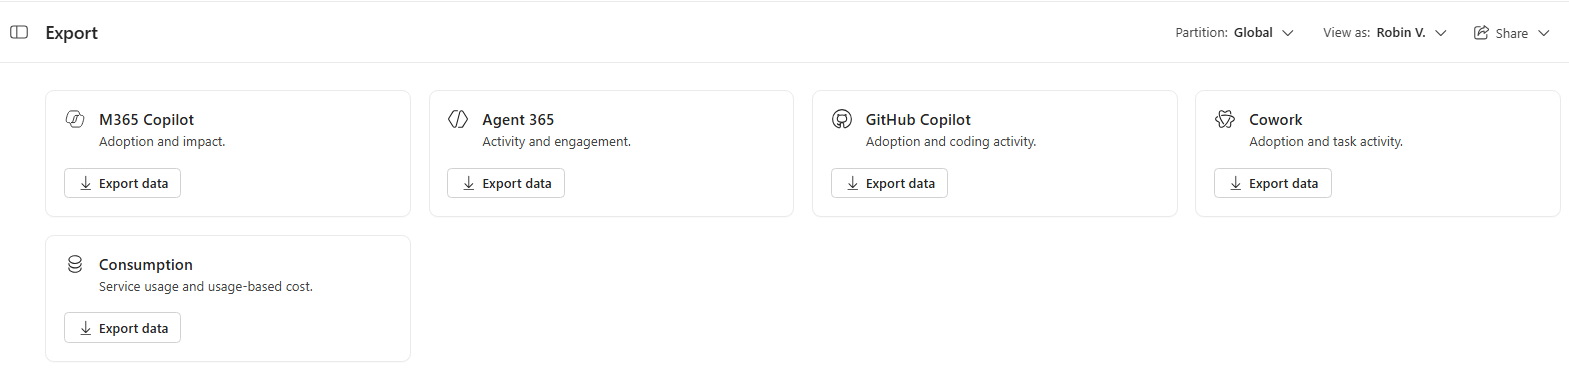 Export
Partition: Global
View as: Robin V.
Share
M365 Copilot
Adoption and impact.
Export data
Agent 365
Activity and engagement.
Export data
GitHub Copilot
Adoption and coding activity.
Export data
Cowork
Adoption and task activity.
Export data
Consumption
Service usage and usage-based cost.
Export data